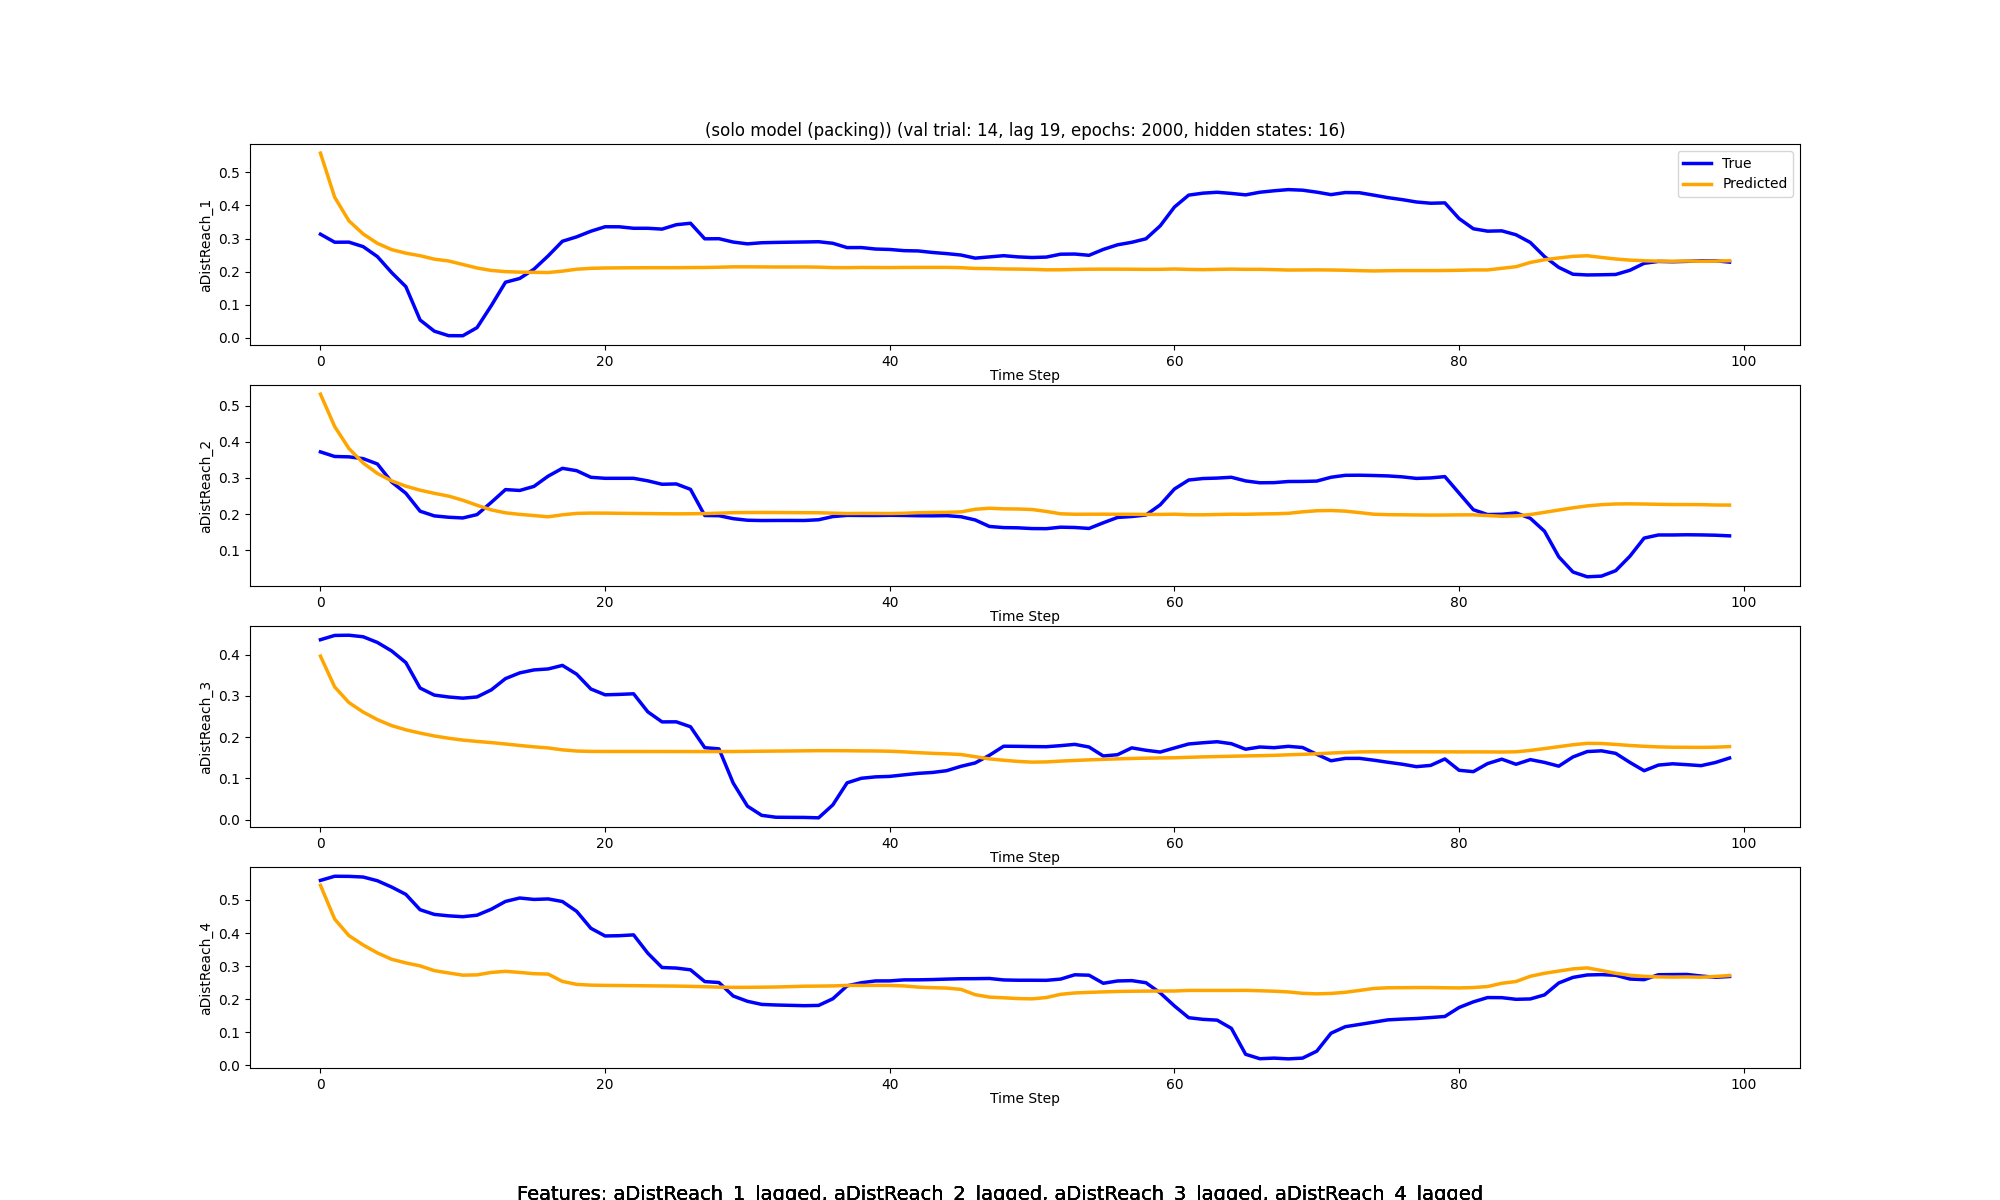 (solo model (packing)) (val trial: 14, lag 19, epochs: 2000, hidden states: 16)
True
Predicted
aDistReach_1
0.5
0.4
0.3
0.2
0.1
0.0
0 20 40 60 80 100
Time Step
aDistReach_2
0.5
0.4
0.3
0.2
0.1
0 20 40 60 80 100
Time Step
aDistReach_3
0.4
0.3
0.2
0.1
0.0
0 20 40 60 80 100
Time Step
aDistReach_4
0.5
0.4
0.3
0.2
0.1
0.0
0 20 40 60 80 100
Time Step
Features: aDistReach_1_lagged, aDistReach_2_lagged, aDistReach_3_lagged, aDistReach_4_lagged